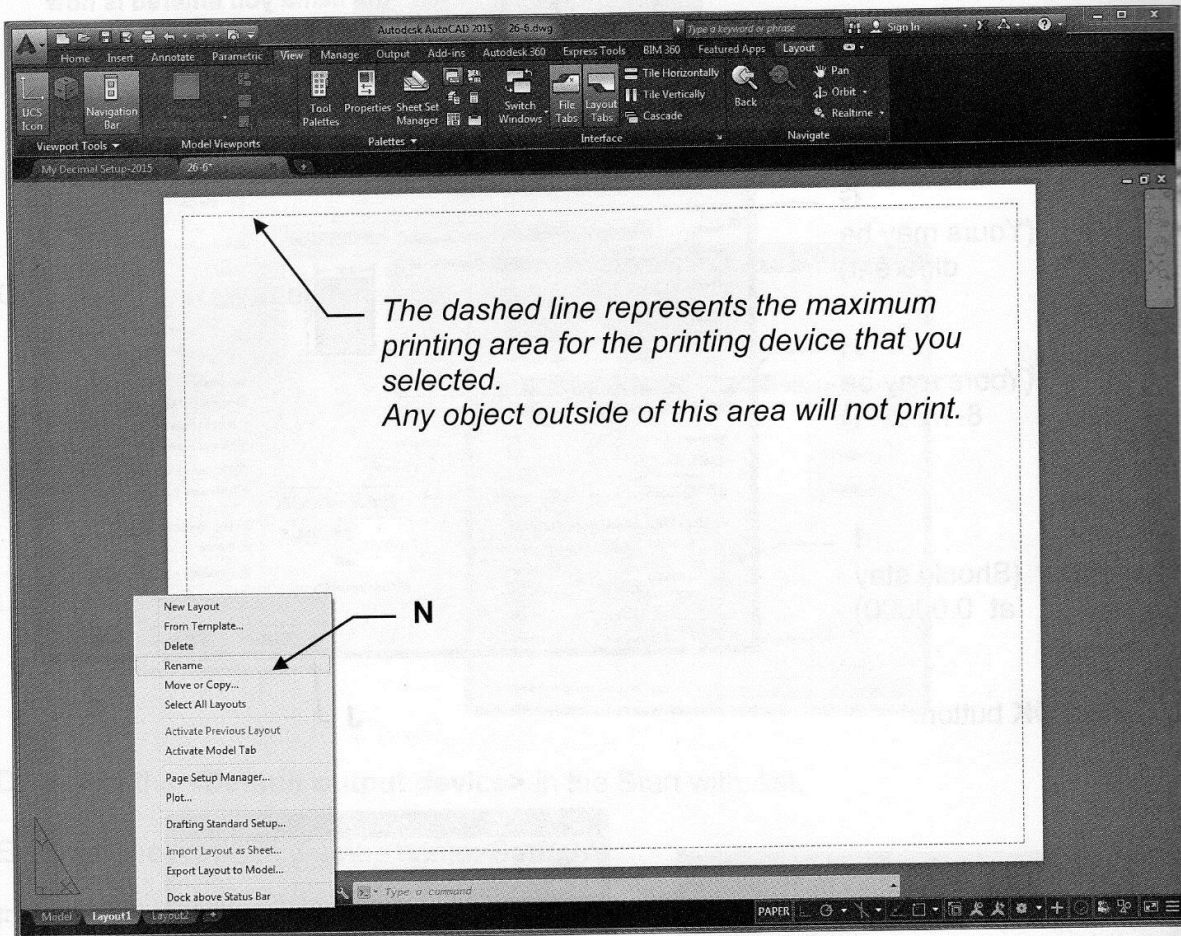 Autodesk AutoCAD 2015 26-6.dwg
Type a keyword or phrase
Sign In
Home Insert Annotate Parametric View Manage Output Add-ins Autodesk 360 Express Tools BIM 360 Featured Apps Layout
UCS Icon
Navigation Bar
Tool Palettes
Properties
Sheet Set Manager
Switch Windows
File Tabs
Layout Tabs
Tile Horizontally
Tile Vertically
Cascade
Back
Pan
Orbit
Realtime
Viewport Tools
Model Viewports
Palettes
Interface
Navigate
My Decimal Setup-2015
26-6*
The dashed line represents the maximum
printing area for the printing device that you
selected.
Any object outside of this area will not print.
N
New Layout
From Template...
Delete
Rename
Move or Copy...
Select All Layouts
Activate Previous Layout
Activate Model Tab
Page Setup Manager...
Plot...
Drafting Standard Setup...
Import Layout as Sheet...
Export Layout to Model...
Dock above Status Bar
Type a command
Model Layout1 Layout2 +
PAPER